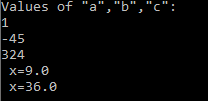 Values of "a","b","c":
1
-45
324
x=9.0
x=36.0